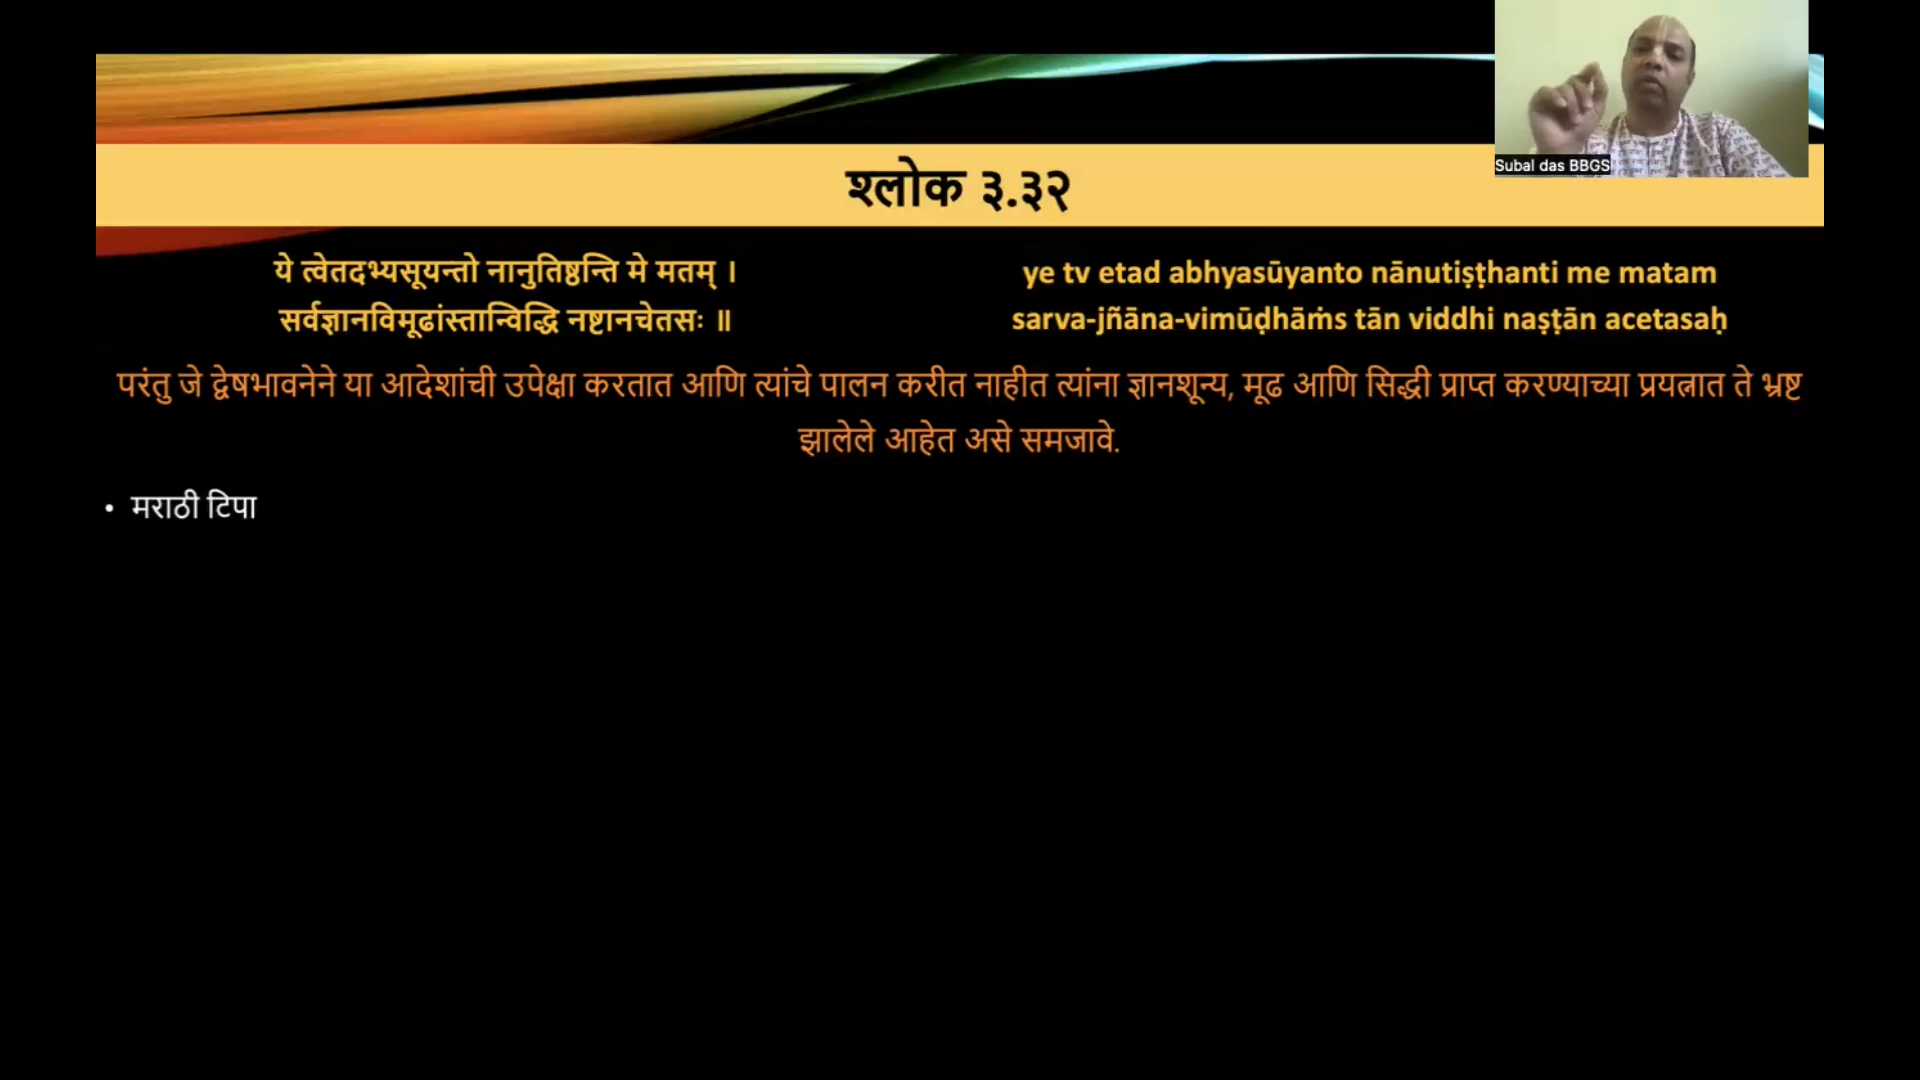 Subal das BBGS
श्लोक ३.३२
ये त्वेतदभ्यसूयन्तो नानुतिष्ठन्ति मे मतम् ।
सर्वज्ञानविमूढांस्तान्विद्धि नष्टानचेतसः ॥
ye tv etad abhyasūyanto nānutiṣṭhanti me matam
sarva-jñāna-vimūḍhāṁs tān viddhi naṣṭān acetasaḥ
परंतु जे द्वेषभावनेने या आदेशांची उपेक्षा करतात आणि त्यांचे पालन करीत नाहीत त्यांना ज्ञानशून्य, मूढ आणि सिद्धी प्राप्त करण्याच्या प्रयत्नात ते भ्रष्ट
झालेले आहेत असे समजावे.
• मराठी टिपा